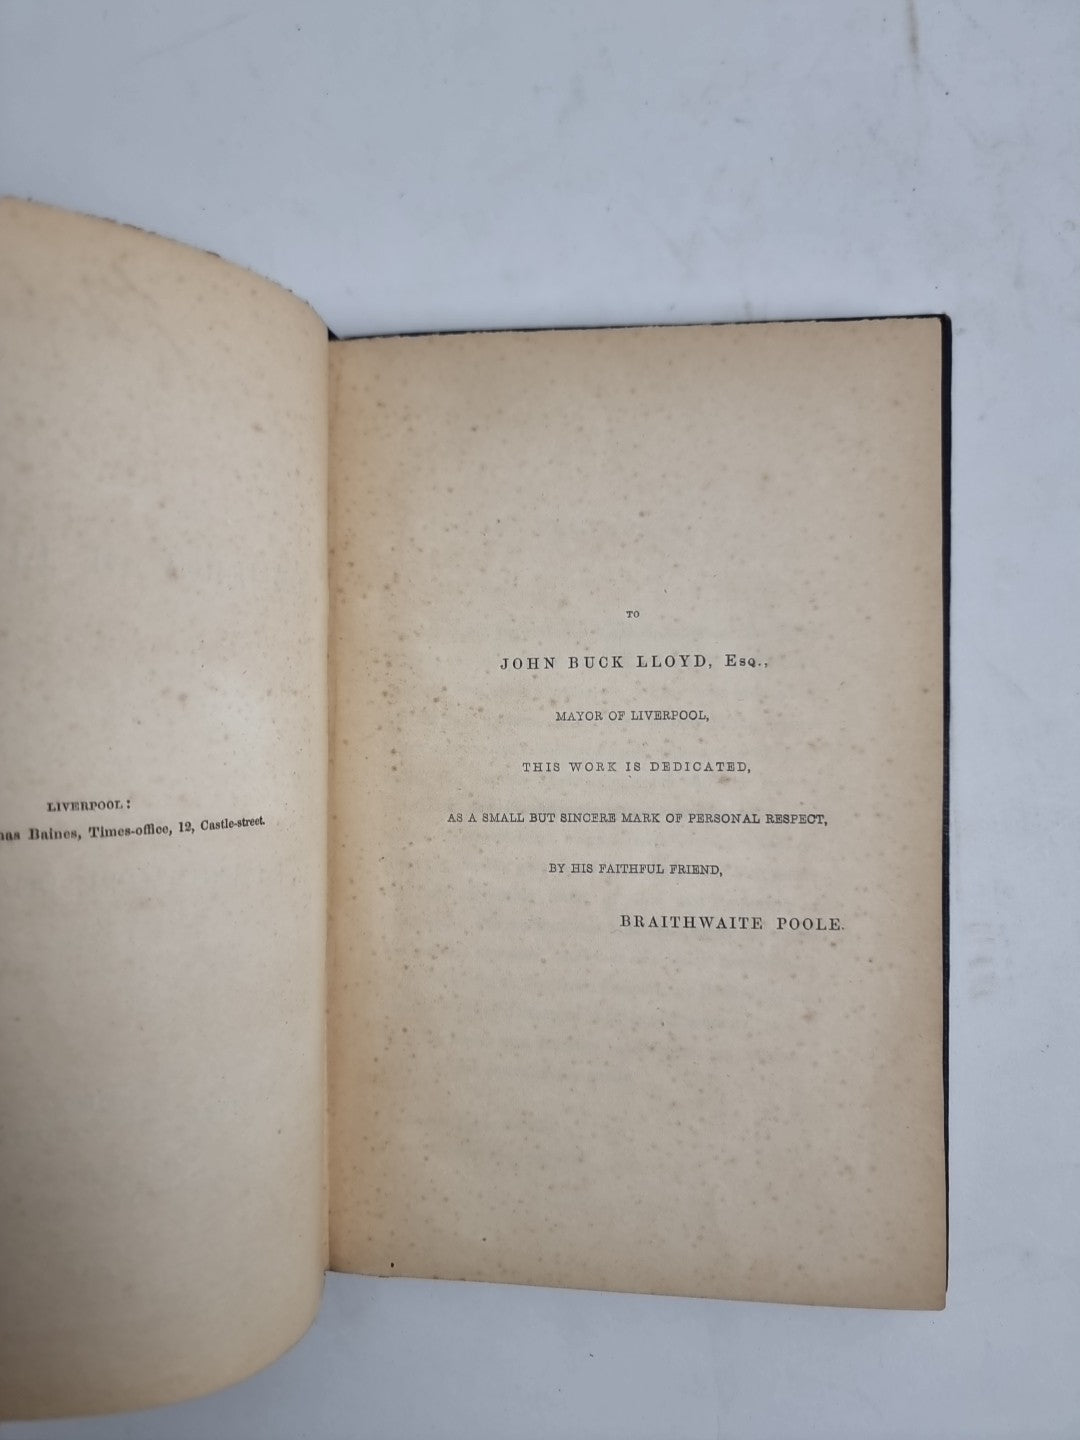 LIVERPOOL:
Baines, Times-office, 12, Castle-street.
TO
JOHN BUCK LLOYD, ESQ.,
MAYOR OF LIVERPOOL,
THIS WORK IS DEDICATED,
AS A SMALL BUT SINCERE MARK OF PERSONAL RESPECT,
BY HIS FAITHFUL FRIEND,
BRAITHWAITE POOLE.